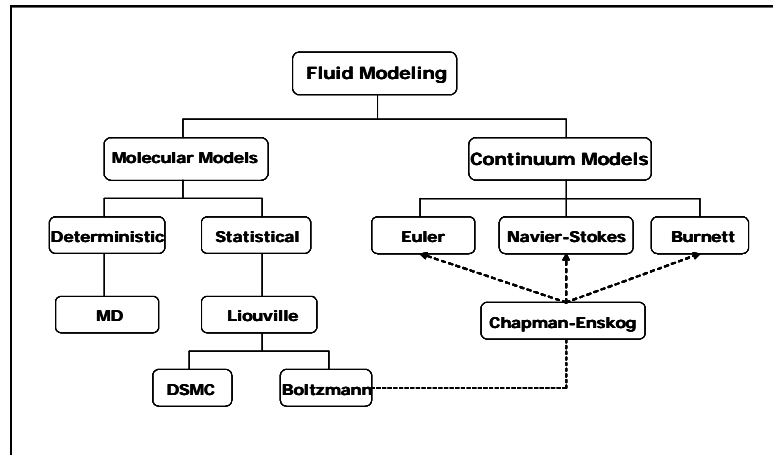 Fluid Modeling
Molecular Models
Continuum Models
Deterministic
Statistical
Euler
Navier-Stokes
Burnett
MD
Liouville
Chapman-Enskog
DSMC
Boltzmann